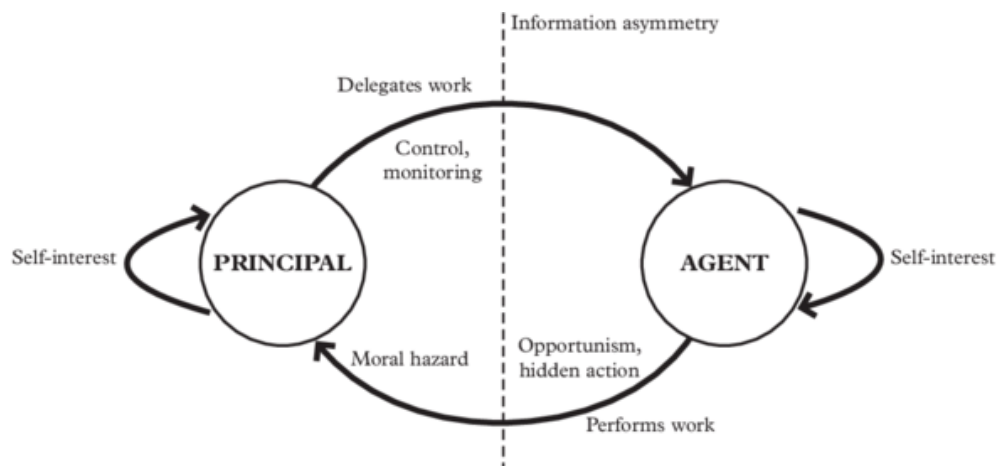 Information asymmetry
Delegates work
Control,
monitoring
Self-interest
PRINCIPAL
AGENT
Self-interest
Moral hazard
Opportunism,
hidden action
Performs work